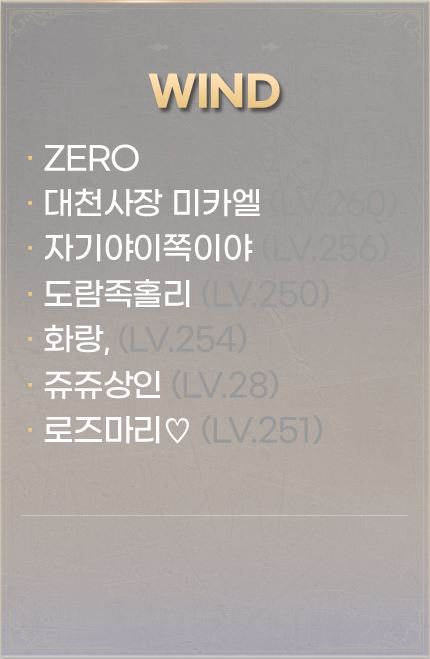 WIND
· ZERO
· 대천사장 미카엘 (LV.260)
· 자기야이쪽이야 (LV.256)
· 도람족홀리 (LV.250)
· 화랑, (LV.254)
· 쥬쥬상인 (LV.28)
· 로즈마리♡ (LV.251)